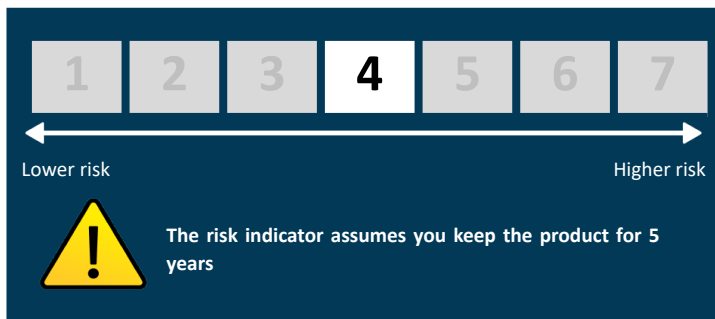 1 2 3 4 5 6 7
Lower risk Higher risk
The risk indicator assumes you keep the product for 5
years